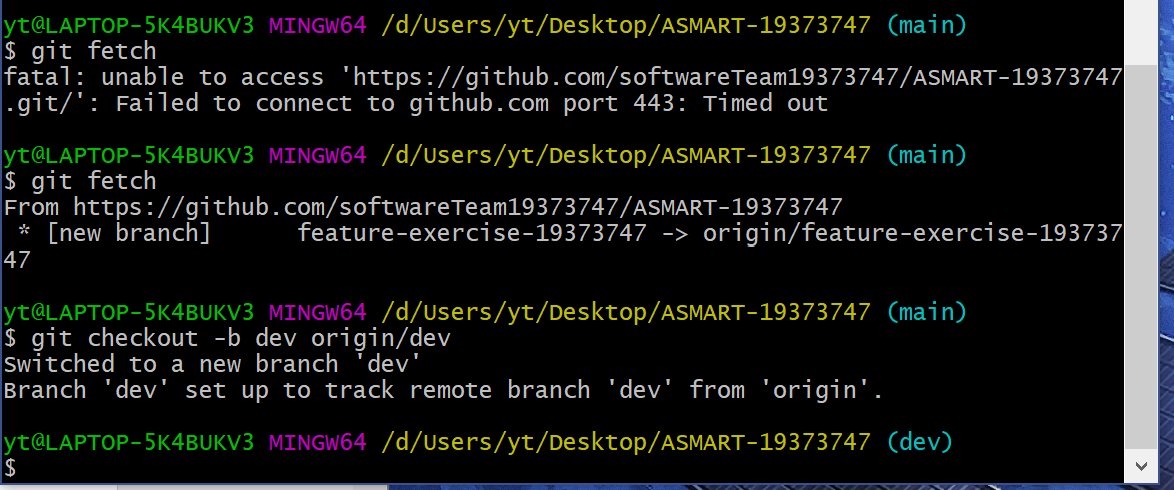 yt@LAPTOP-5K4BUKV3 MINGW64 /d/Users/yt/Desktop/ASMART-19373747 (main)
$ git fetch
fatal: unable to access 'https://github.com/softwareTeam19373747/ASMART-19373747
.git/': Failed to connect to github.com port 443: Timed out
yt@LAPTOP-5K4BUKV3 MINGW64 /d/Users/yt/Desktop/ASMART-19373747 (main)
$ git fetch
From https://github.com/softwareTeam19373747/ASMART-19373747
 * [new branch]      feature-exercise-19373747 -> origin/feature-exercise-193737
47
yt@LAPTOP-5K4BUKV3 MINGW64 /d/Users/yt/Desktop/ASMART-19373747 (main)
$ git checkout -b dev origin/dev
Switched to a new branch 'dev'
Branch 'dev' set up to track remote branch 'dev' from 'origin'.
yt@LAPTOP-5K4BUKV3 MINGW64 /d/Users/yt/Desktop/ASMART-19373747 (dev)
$